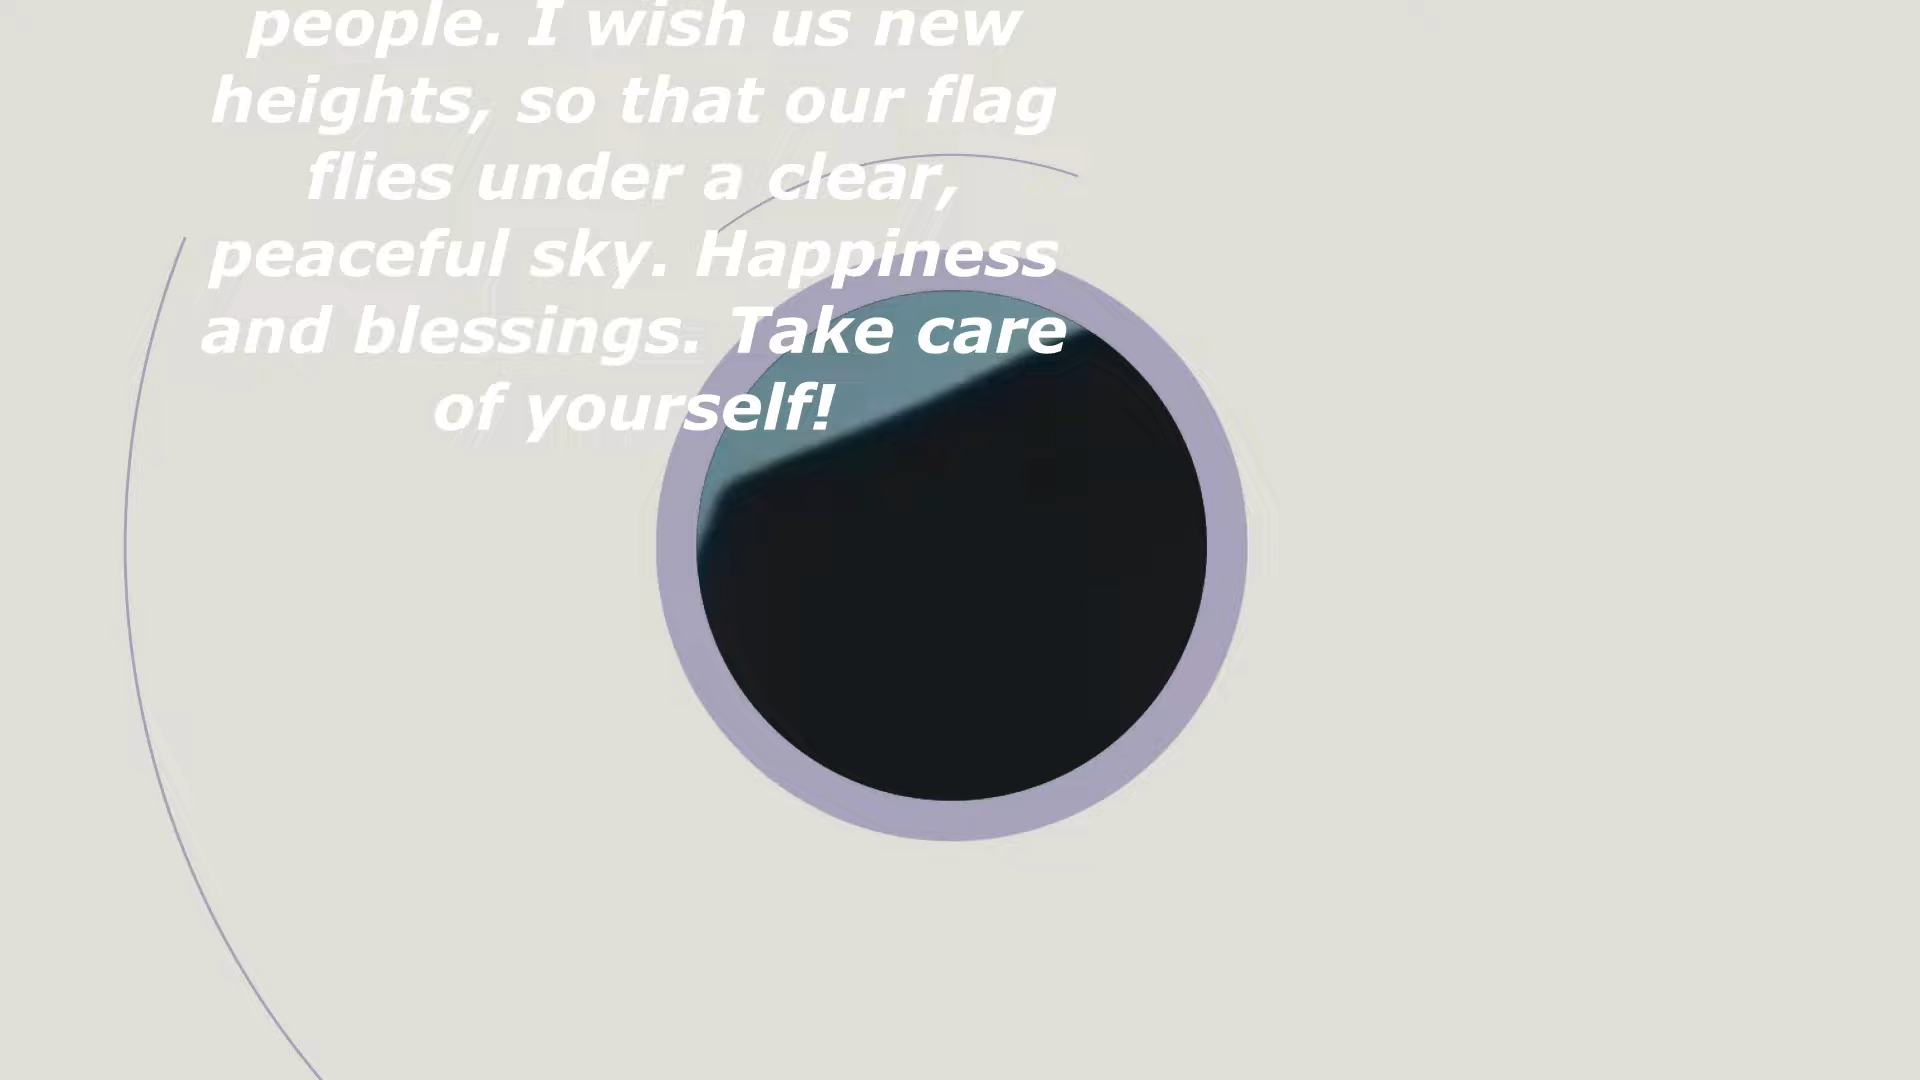 people. I wish us new
heights, so that our flag
flies under a clear,
peaceful sky. Happiness
and blessings. Take care
of yourself!